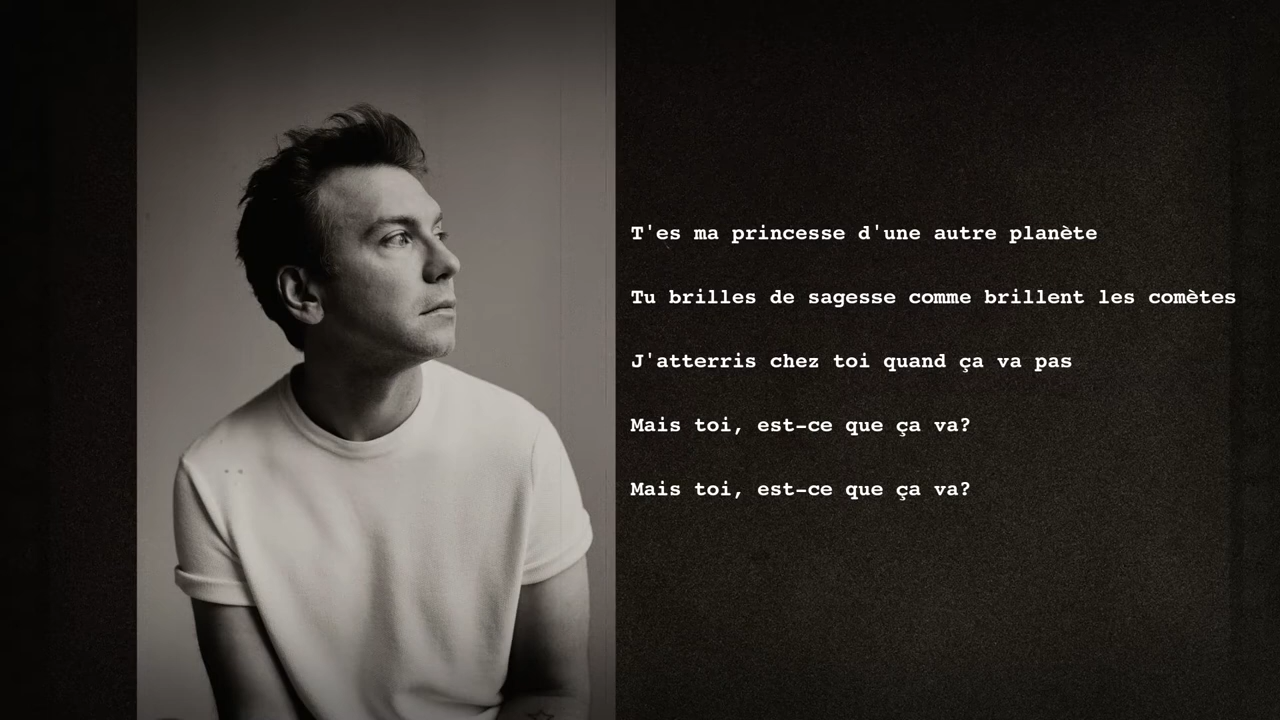 T'es ma princesse d'une autre planète
Tu brilles de sagesse comme brillent les comètes
J'atterris chez toi quand ça va pas
Mais toi, est-ce que ça va?
Mais toi, est-ce que ça va?